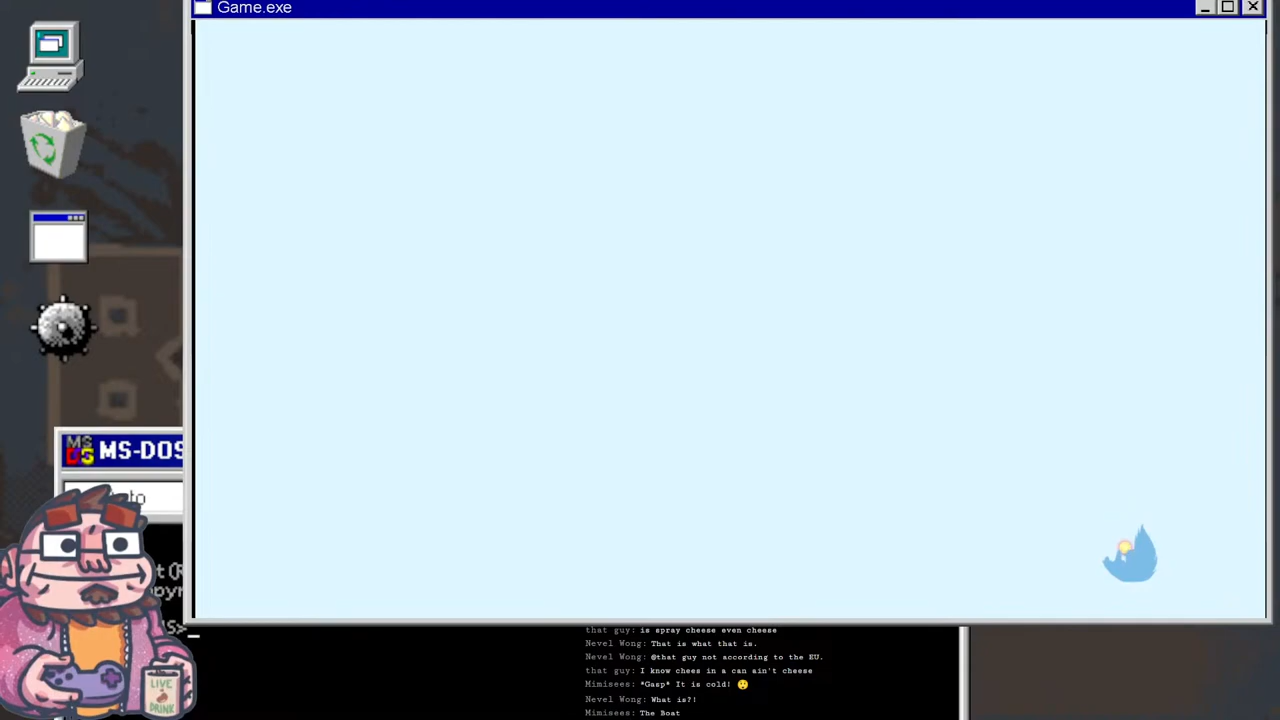 Game.exe
MS-DOS
to
t(R
opyr
S>_
that guy: is spray cheese even cheese
Nevel Wong: That is what that is.
Nevel Wong: @that guy not according to the EU.
that guy: I know chees in a can ain't cheese
Mimisees: *Gasp* It is cold! 😲
Nevel Wong: What is?!
Mimisees: The Boat
LIVE
DRINK